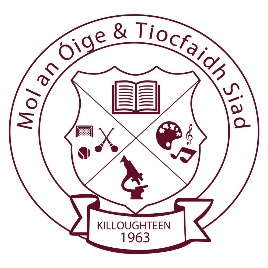 Mol an Óige & Tiocfaidh Siad
KILLOUGHTEEN
1963